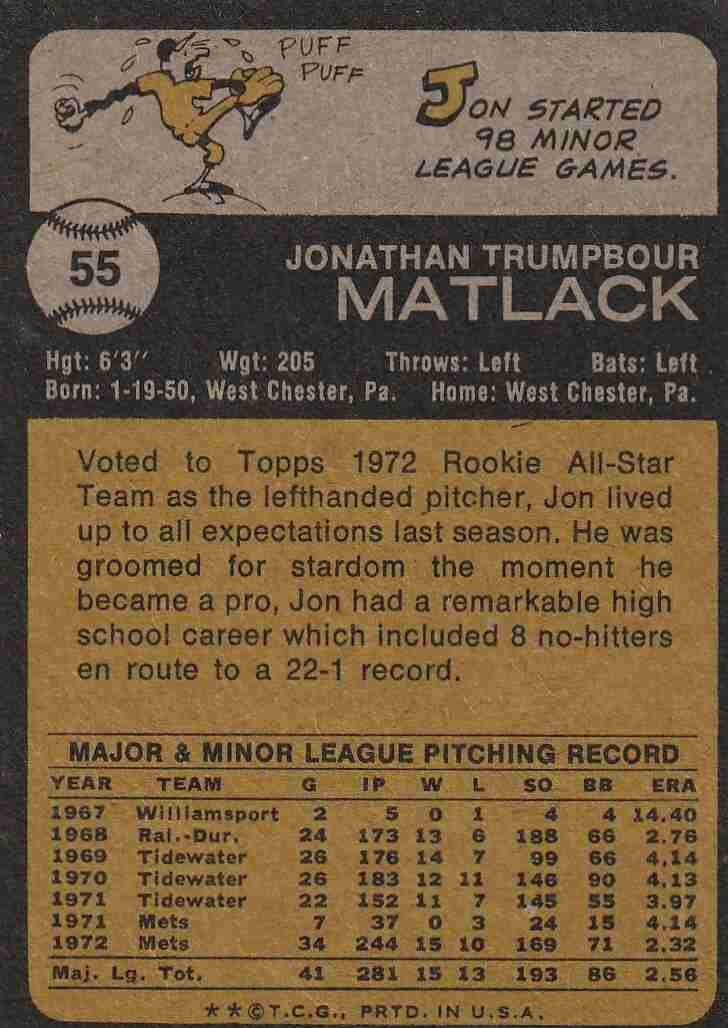 PUFF
PUFF
JON STARTED
98 MINOR
LEAGUE GAMES.
55
JONATHAN TRUMPBOUR
MATLACK
Hgt: 6'3" Wgt: 205 Throws: Left Bats: Left
Born: 1-19-50, West Chester, Pa. Home: West Chester, Pa.
Voted to Topps 1972 Rookie All-Star
Team as the lefthanded pitcher, Jon lived
up to all expectations last season. He was
groomed for stardom the moment he
became a pro, Jon had a remarkable high
school career which included 8 no-hitters
en route to a 22-1 record.
MAJOR & MINOR LEAGUE PITCHING RECORD
YEAR TEAM G IP W L SO BB ERA
1967 Williamsport 2 5 0 1 4 4 14.40
1968 Ral.-Dur. 24 173 13 6 188 66 2.76
1969 Tidewater 26 176 14 7 99 66 4.14
1970 Tidewater 26 183 12 11 146 90 4.13
1971 Tidewater 22 152 11 7 145 55 3.97
1971 Mets 7 37 0 3 24 15 4.14
1972 Mets 34 244 15 10 169 71 2.32
Maj. Lg. Tot. 41 281 15 13 193 86 2.56
**©T.C.G., PRTD. IN U.S.A.